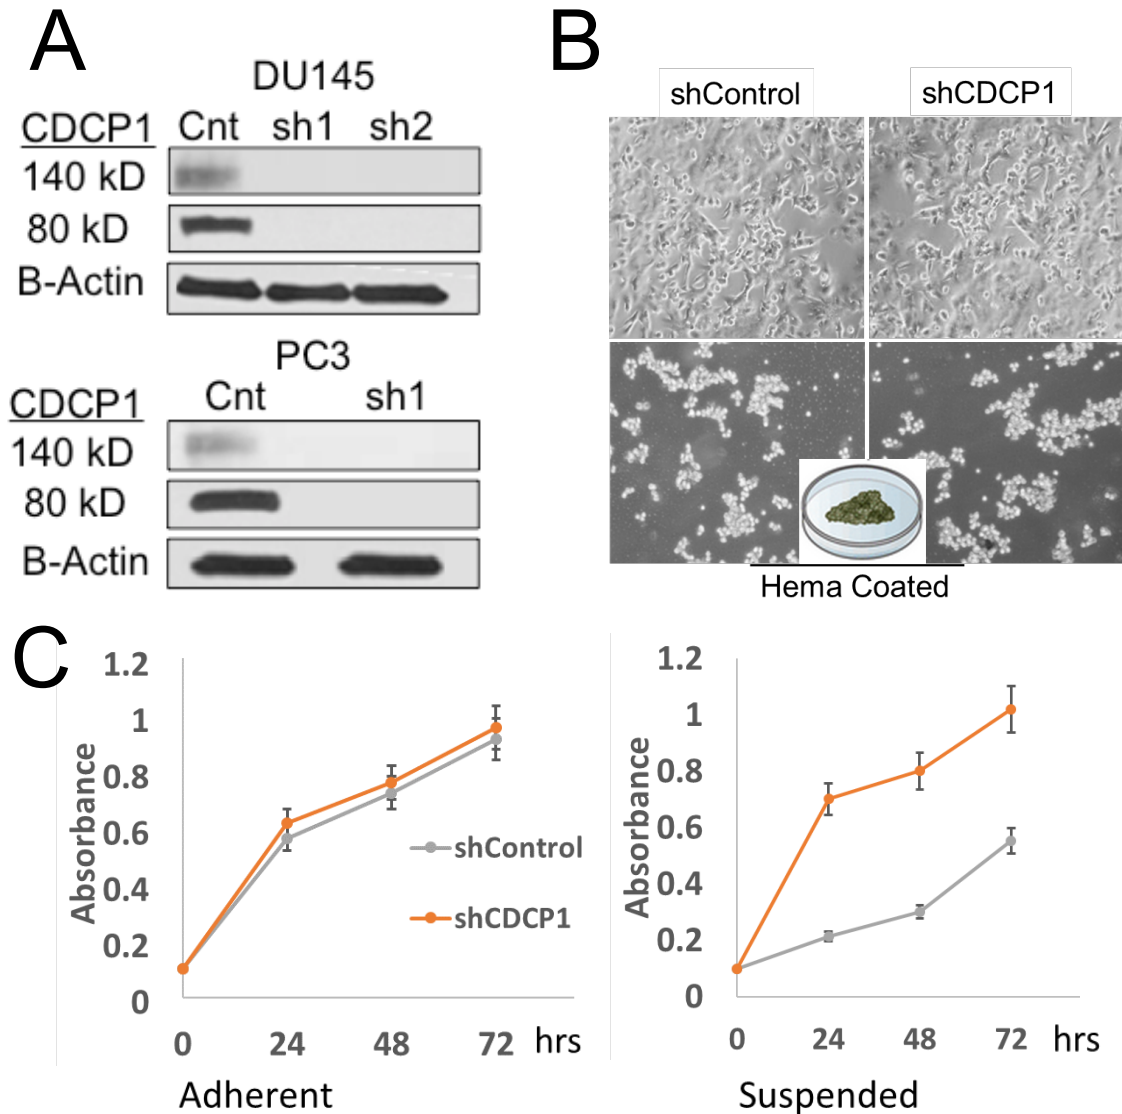 A
DU145
CDCP1 Cnt sh1 sh2
140 kD
80 kD
B-Actin
PC3
CDCP1 Cnt sh1
140 kD
80 kD
B-Actin
B
shControl shCDCP1
Hema Coated
C
1.2
1
0.8
0.6
0.4
0.2
0
Absorbance
shControl
shCDCP1
0 24 48 72 hrs
Adherent
1.2
1
0.8
0.6
0.4
0.2
0
Absorbance
0 24 48 72 hrs
Suspended